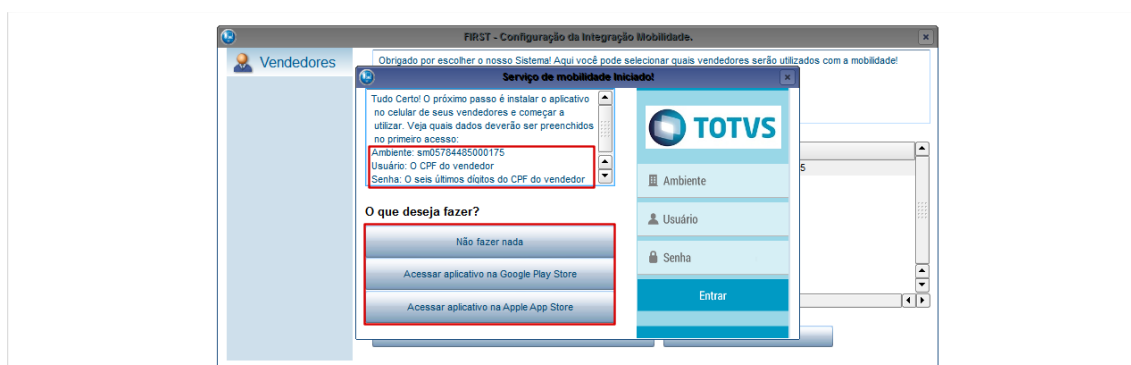 FIRST - Configuração da Integração Mobilidade.
Vendedores
Obrigado por escolher o nosso Sistema! Aqui você pode selecionar quais vendedores serão utilizados com a mobilidade!
Serviço de mobilidade Iniciado!
Tudo Certo! O próximo passo é instalar o aplicativo
no celular de seus vendedores e começar a
utilizar. Veja quais dados deverão ser preenchidos
no primeiro acesso:
Ambiente: sm05784485000175
Usuário: O CPF do vendedor
Senha: O seis últimos dígitos do CPF do vendedor
O que deseja fazer?
Não fazer nada
Acessar aplicativo na Google Play Store
Acessar aplicativo na Apple App Store
TOTVS
Ambiente
Usuário
Senha
Entrar
5